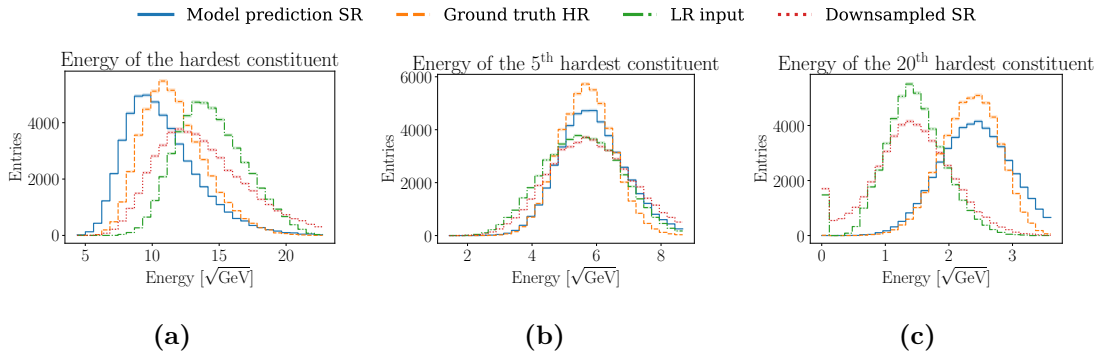 Model prediction SR Ground truth HR LR input Downsampled SR
Energy of the hardest constituent
Entries
4000
2000
0
5 10 15 20
Energy [√GeV]
(a)
Energy of the 5th hardest constituent
Entries
6000
4000
2000
0
2 4 6 8
Energy [√GeV]
(b)
Energy of the 20th hardest constituent
Entries
4000
2000
0
0 1 2 3
Energy [√GeV]
(c)